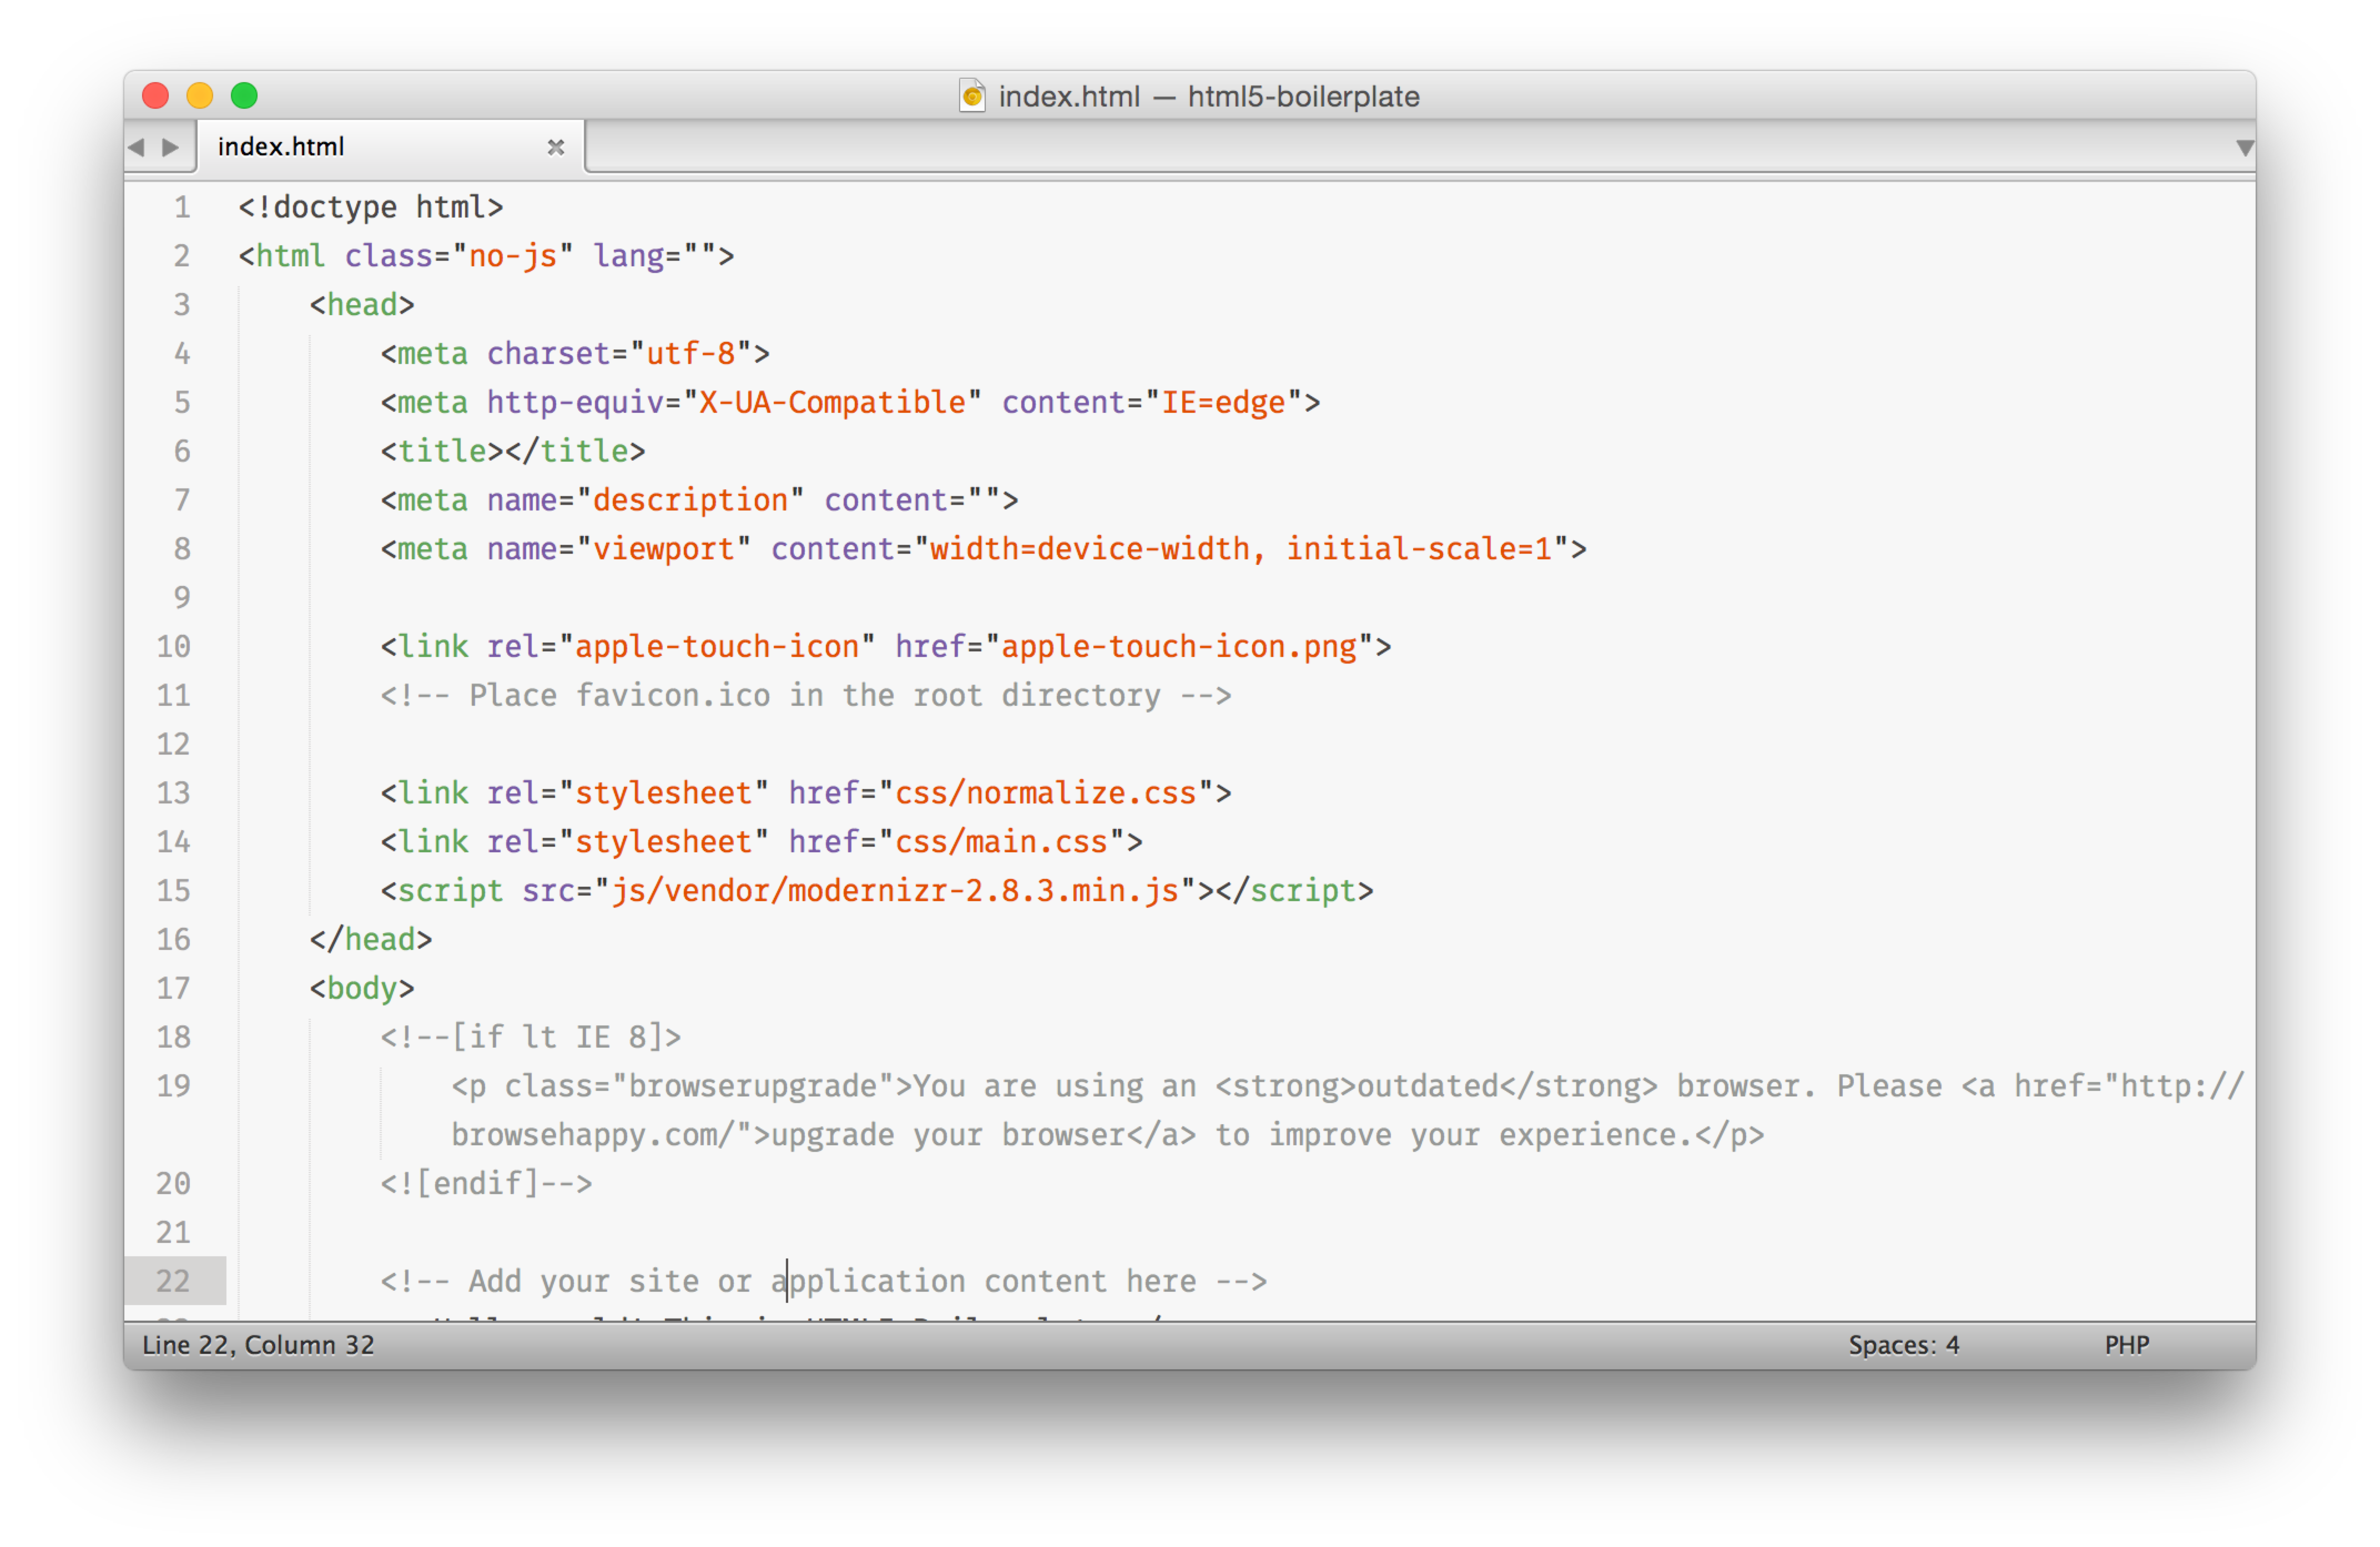 index.html — html5-boilerplate
index.html
1 <!doctype html>
2 <html class="no-js" lang="">
3 <head>
4 <meta charset="utf-8">
5 <meta http-equiv="X-UA-Compatible" content="IE=edge">
6 <title></title>
7 <meta name="description" content="">
8 <meta name="viewport" content="width=device-width, initial-scale=1">
9
10 <link rel="apple-touch-icon" href="apple-touch-icon.png">
11 <!-- Place favicon.ico in the root directory -->
12
13 <link rel="stylesheet" href="css/normalize.css">
14 <link rel="stylesheet" href="css/main.css">
15 <script src="js/vendor/modernizr-2.8.3.min.js"></script>
16 </head>
17 <body>
18 <!--[if lt IE 8]>
19 <p class="browserupgrade">You are using an <strong>outdated</strong> browser. Please <a href="http://
browsehappy.com/">upgrade your browser</a> to improve your experience.</p>
20 <![endif]-->
21
22 <!-- Add your site or application content here -->
Line 22, Column 32
Spaces: 4
PHP